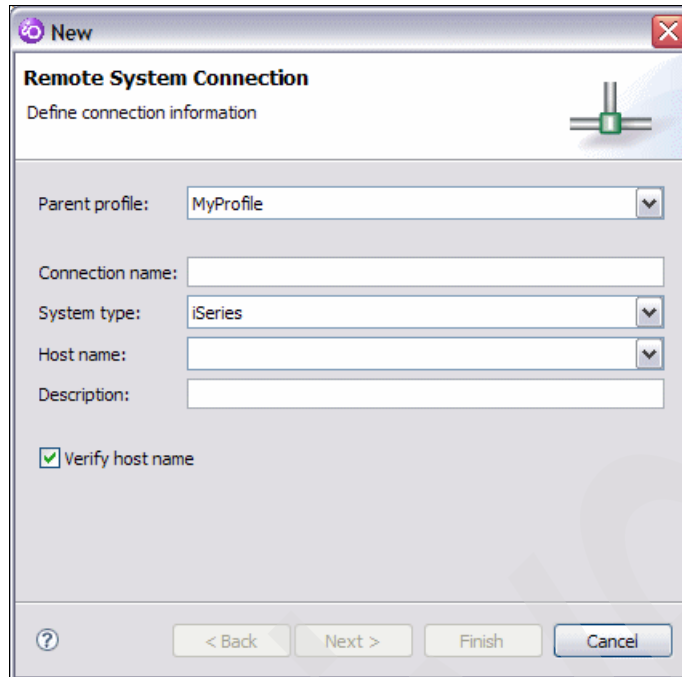 New
Remote System Connection
Define connection information
Parent profile: MyProfile
Connection name:
System type: iSeries
Host name:
Description:
Verify host name
< Back Next > Finish Cancel